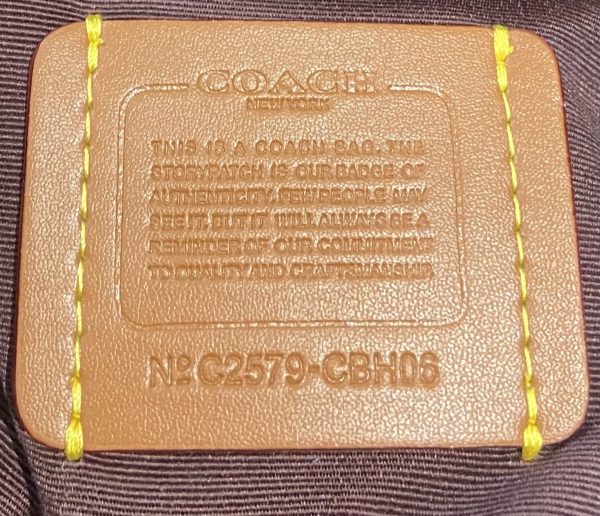 COACH
NEW YORK
THIS IS A COACH BAG. THE
STORYPATCH IS OUR BADGE OF
AUTHENTICITY. FEW PEOPLE MAY
SEE IT, BUT IT WILL ALWAYS BE A
REMINDER OF OUR COMMITMENT
TO QUALITY AND CRAFTSMANSHIP
Nº C2579-CBH06